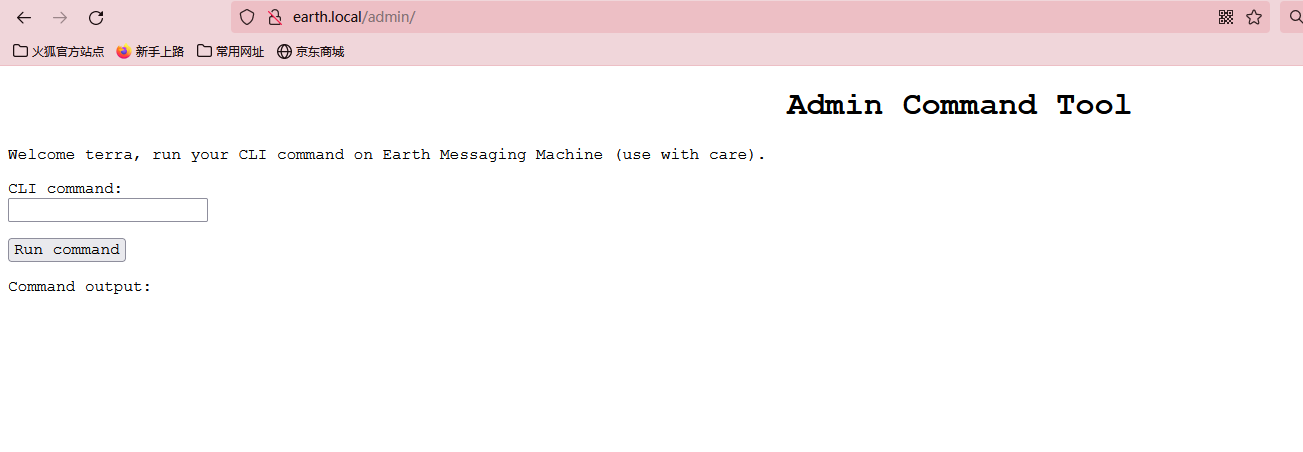 earth.local/admin/
火狐官方站点 新手上路 常用网址 京东商城
Admin Command Tool
Welcome terra, run your CLI command on Earth Messaging Machine (use with care).
CLI command:
Run command
Command output: